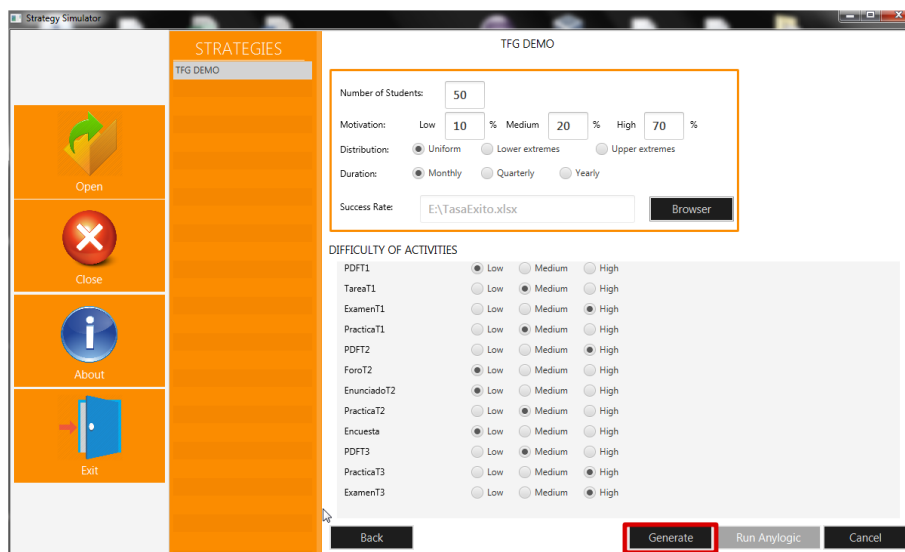 Strategy Simulator
STRATEGIES
TFG DEMO
Open
Close
About
Exit
TFG DEMO
Number of Students: 50
Motivation: Low 10 % Medium 20 % High 70 %
Distribution: Uniform Lower extremes Upper extremes
Duration: Monthly Quarterly Yearly
Success Rate: E:\TasaExito.xlsx Browser
DIFFICULTY OF ACTIVITIES
PDFT1 Low Medium High
TareaT1 Low Medium High
ExamenT1 Low Medium High
PracticaT1 Low Medium High
PDFT2 Low Medium High
ForoT2 Low Medium High
EnunciadoT2 Low Medium High
PracticaT2 Low Medium High
Encuesta Low Medium High
PDFT3 Low Medium High
PracticaT3 Low Medium High
ExamenT3 Low Medium High
Back Generate Run Anylogic Cancel